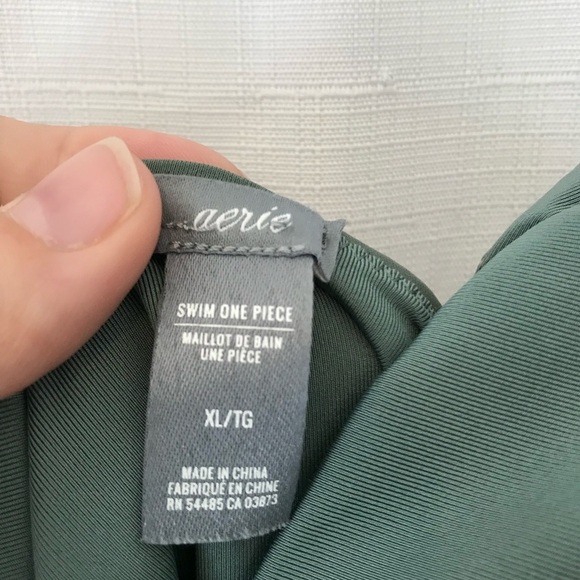 aerie
SWIM ONE PIECE
MAILLOT DE BAIN
UNE PIÈCE
XL/TG
MADE IN CHINA
FABRIQUÉ EN CHINE
RN 54485 CA 03873